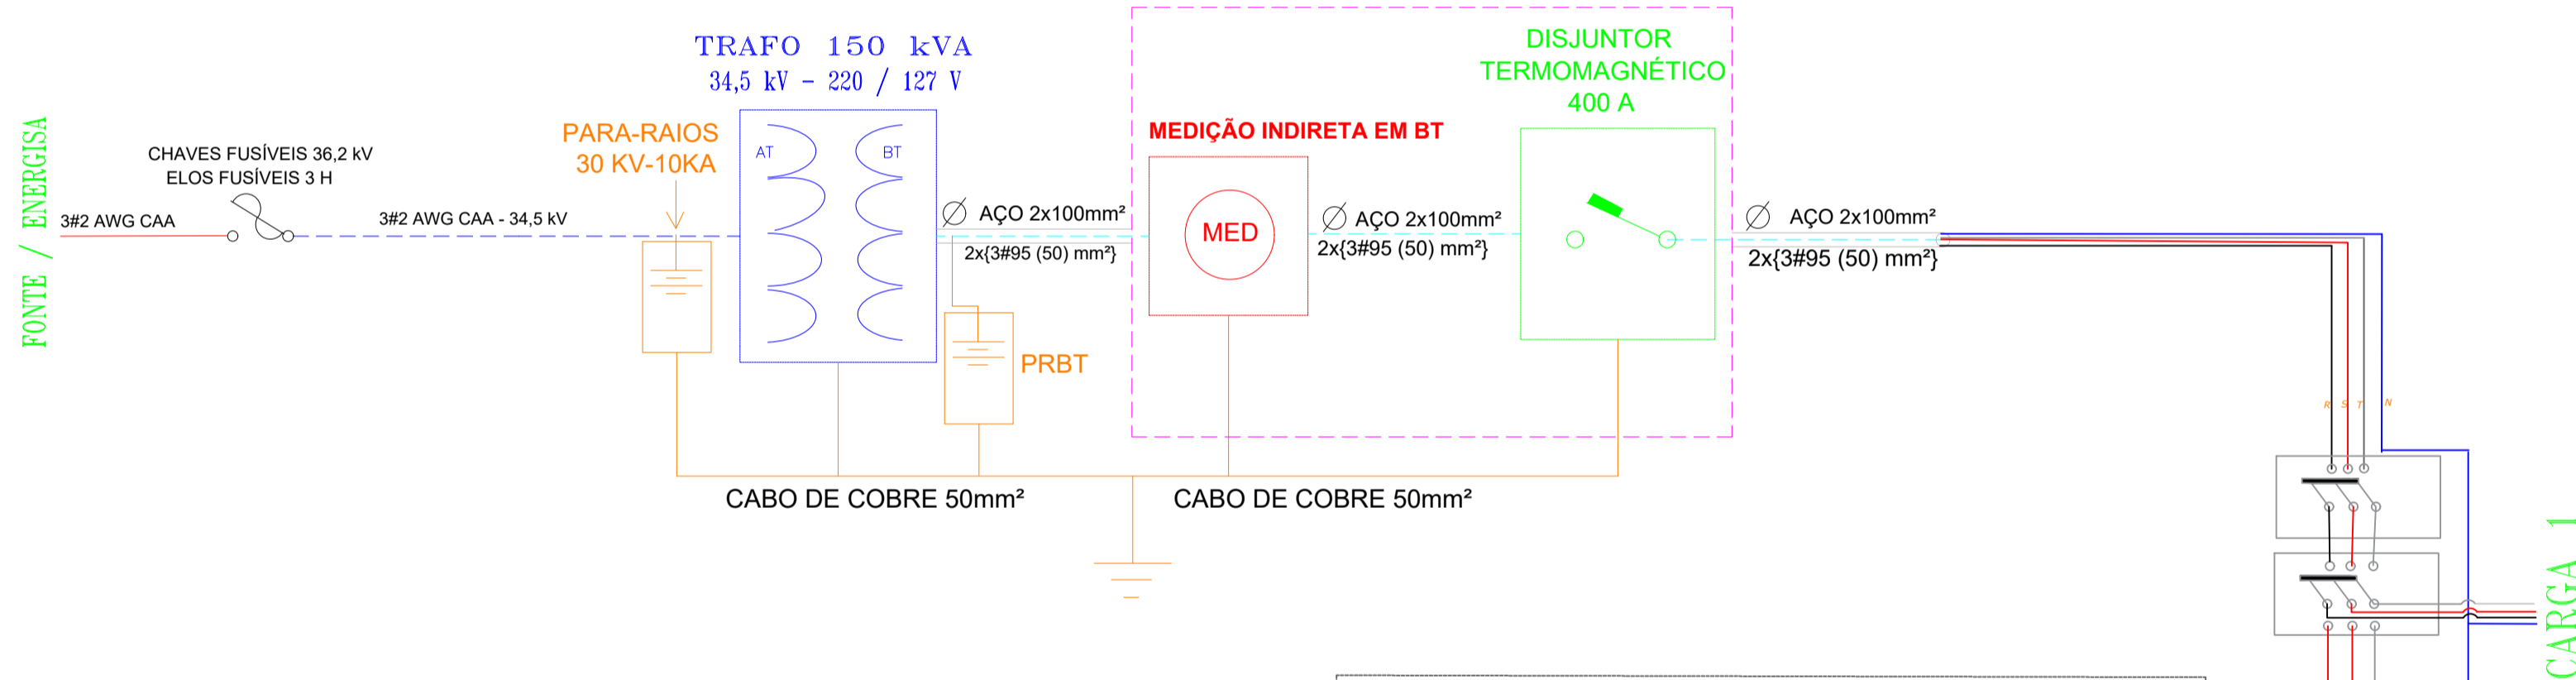 FONTE / ENERGISA
CHAVES FUSÍVEIS 36,2 kV
ELOS FUSÍVEIS 3 H
3#2 AWG CAA
3#2 AWG CAA - 34,5 kV
PARA-RAIOS
30 KV-10KA
TRAFO 150 kVA
34,5 kV - 220 / 127 V
AT
BT
Ø AÇO 2x100mm²
2x{3#95 (50) mm²}
PRBT
MEDIÇÃO INDIRETA EM BT
MED
Ø AÇO 2x100mm²
2x{3#95 (50) mm²}
DISJUNTOR
TERMOMAGNÉTICO
400 A
Ø AÇO 2x100mm²
2x{3#95 (50) mm²}
R S T N
CABO DE COBRE 50mm²
CABO DE COBRE 50mm²
CARGA 1